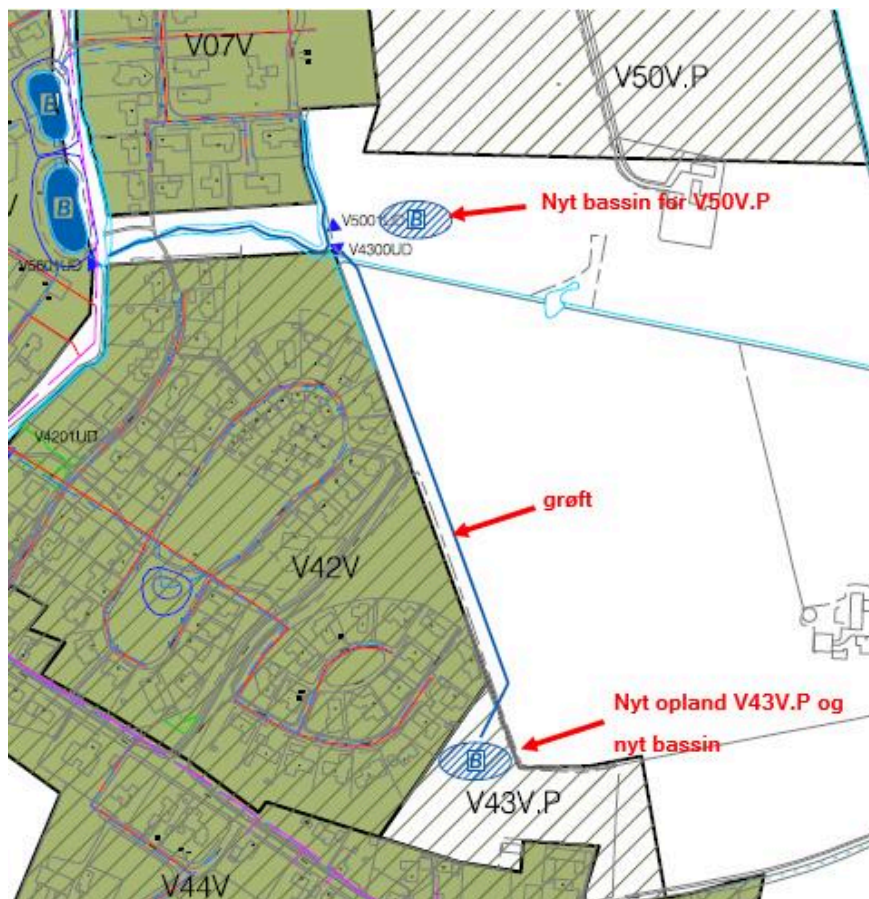 V07V
V50V.P
B
B
B
Nyt bassin for V50V.P
V5001UD
V4300UD
V5601UD
V4201UD
grøft
V42V
Nyt opland V43V.P og
nyt bassin
B
V43V.P
V44V